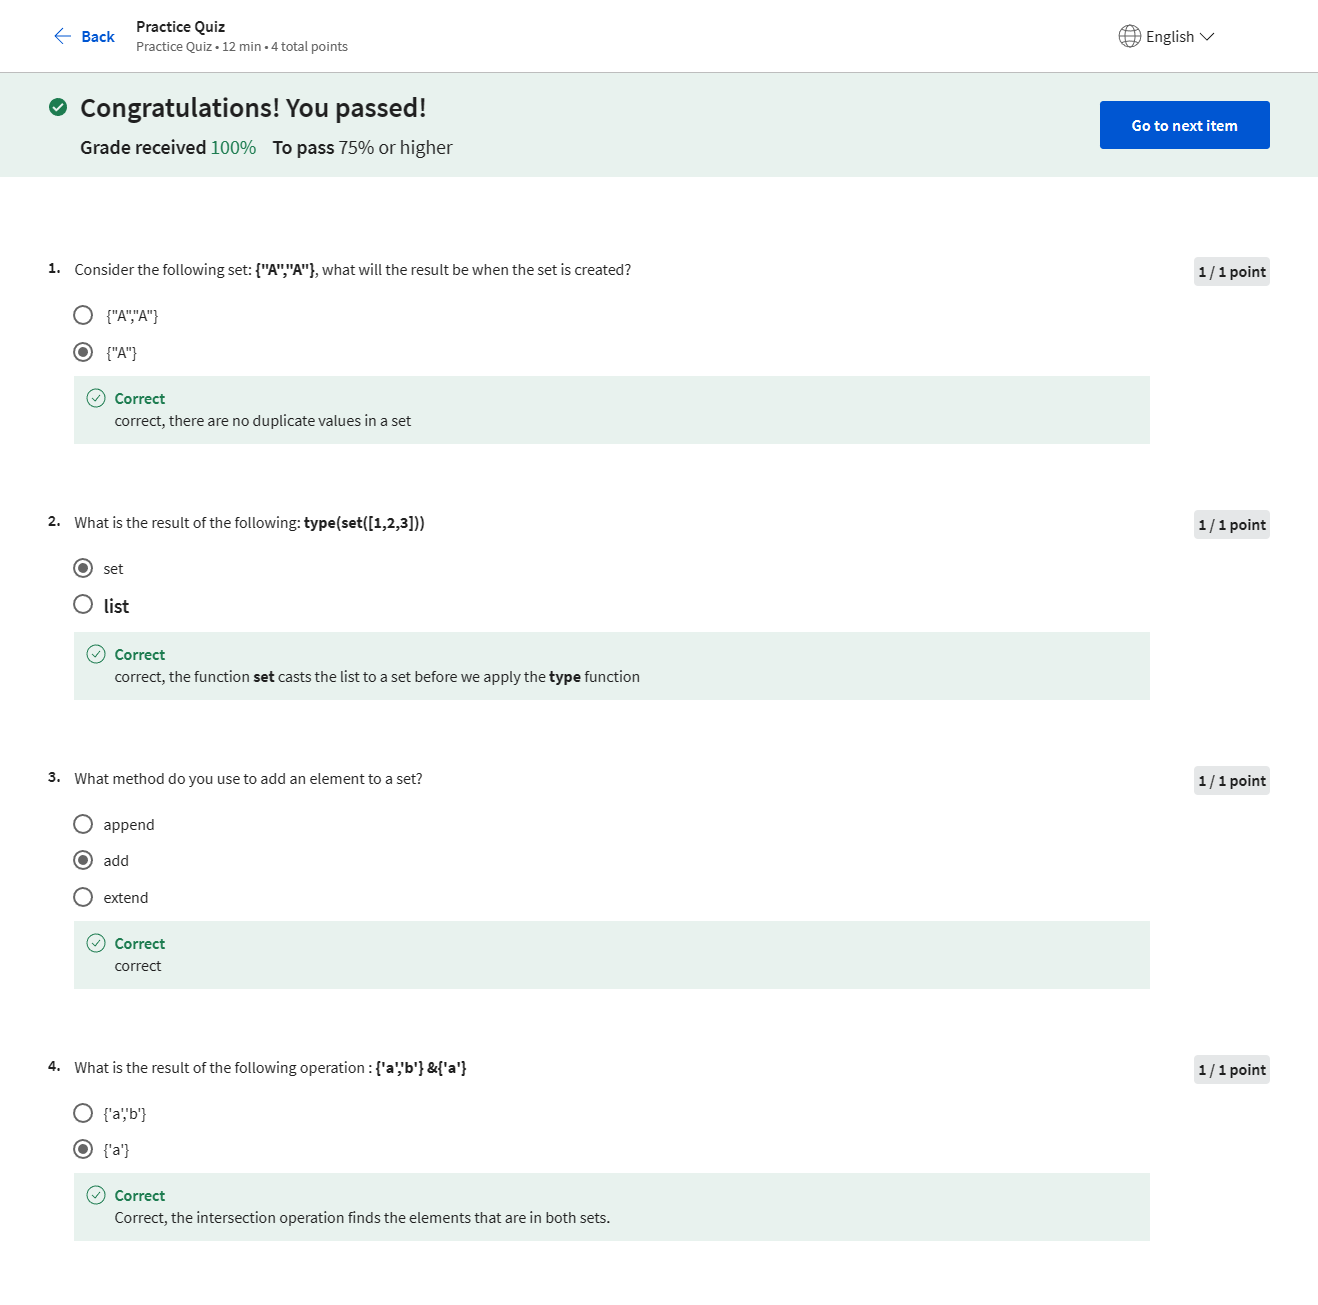 Back
Practice Quiz
Practice Quiz • 12 min • 4 total points
English
Congratulations! You passed!
Grade received 100% To pass 75% or higher
Go to next item
1. Consider the following set: {"A","A"}, what will the result be when the set is created?
1 / 1 point
{"A","A"}
{"A"}
Correct
correct, there are no duplicate values in a set
2. What is the result of the following: type(set([1,2,3]))
1 / 1 point
set
list
Correct
correct, the function set casts the list to a set before we apply the type function
3. What method do you use to add an element to a set?
1 / 1 point
append
add
extend
Correct
correct
4. What is the result of the following operation : {'a','b'} &{'a'}
1 / 1 point
{'a','b'}
{'a'}
Correct
Correct, the intersection operation finds the elements that are in both sets.